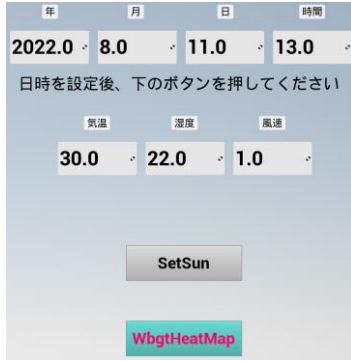 年 月 日 時間
2022.0 8.0 11.0 13.0
日時を設定後、下のボタンを押してください
気温 湿度 風速
30.0 22.0 1.0
SetSun
WbgtHeatMap